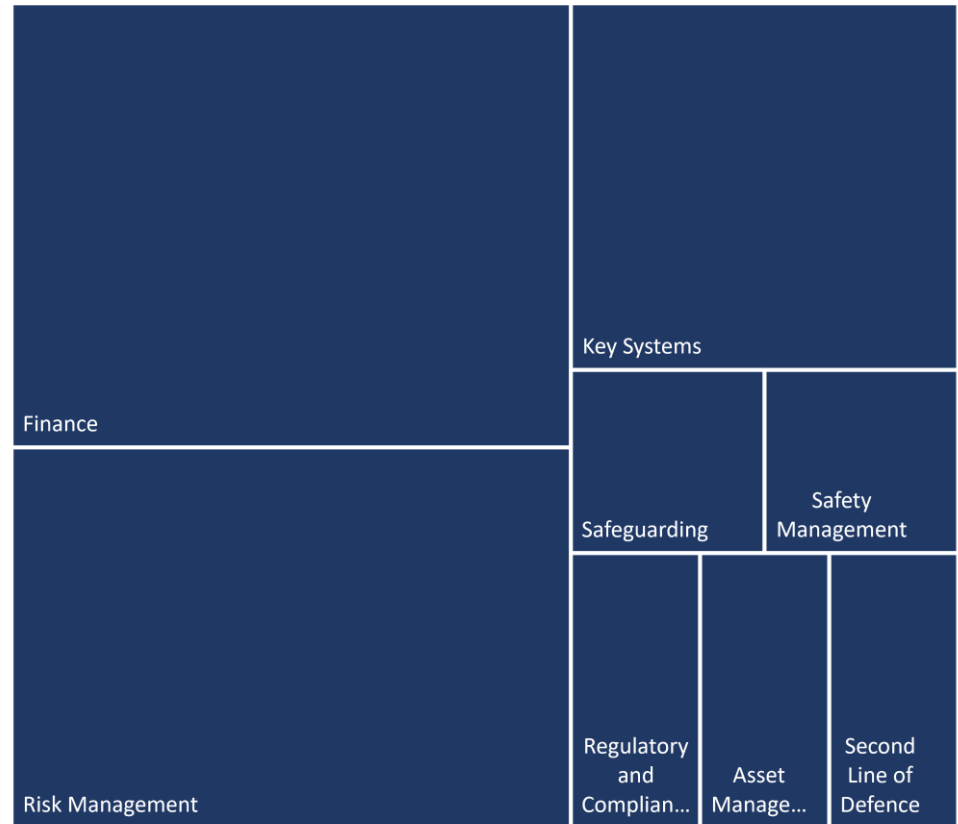 Finance
Key Systems
Safeguarding
Safety
Management
Risk Management
Regulatory
and
Complian...
Asset
Manage...
Second
Line of
Defence